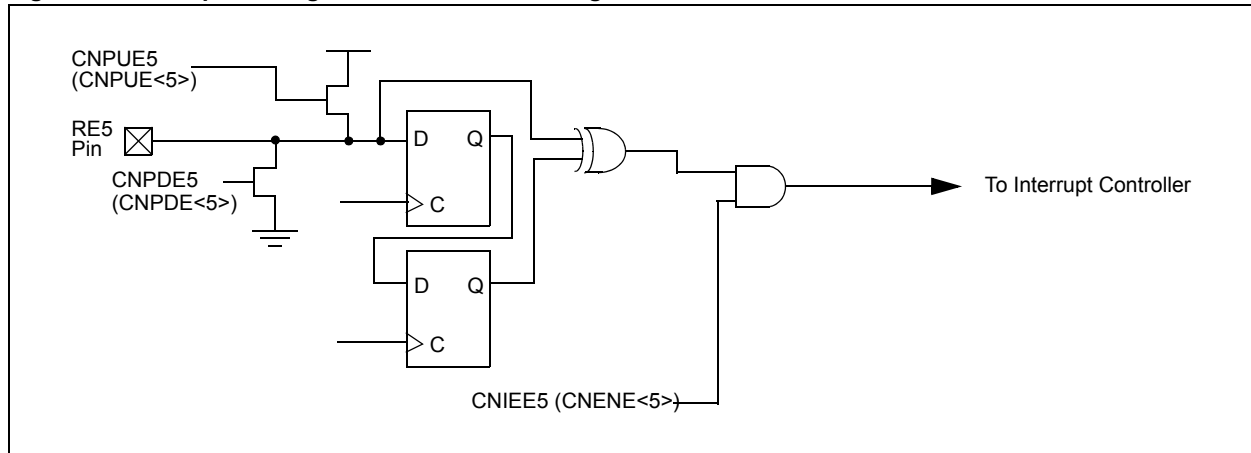 CNPUE5
(CNPUE<5>)
RE5
Pin
CNPDE5
(CNPDE<5>)
D Q
C
D Q
C
To Interrupt Controller
CNIEE5 (CNENE<5>)